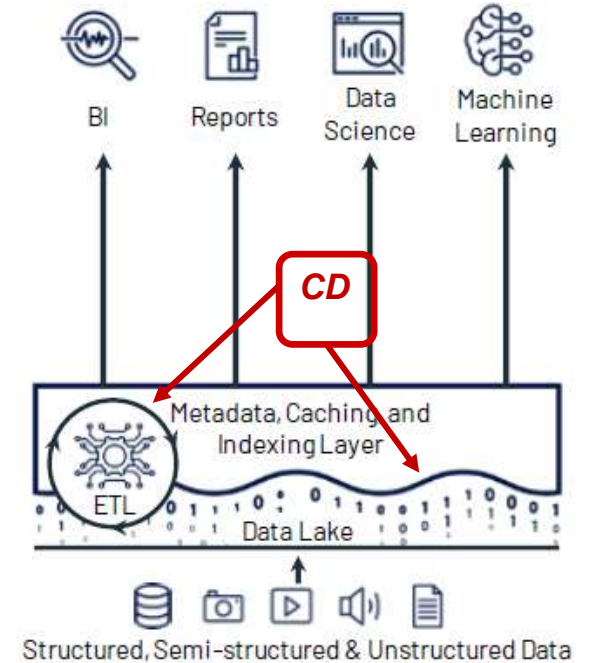 BI
Reports
Data
Science
Machine
Learning
CD
Metadata, Caching and
Indexing Layer
ETL
Data Lake
Structured, Semi-structured & Unstructured Data